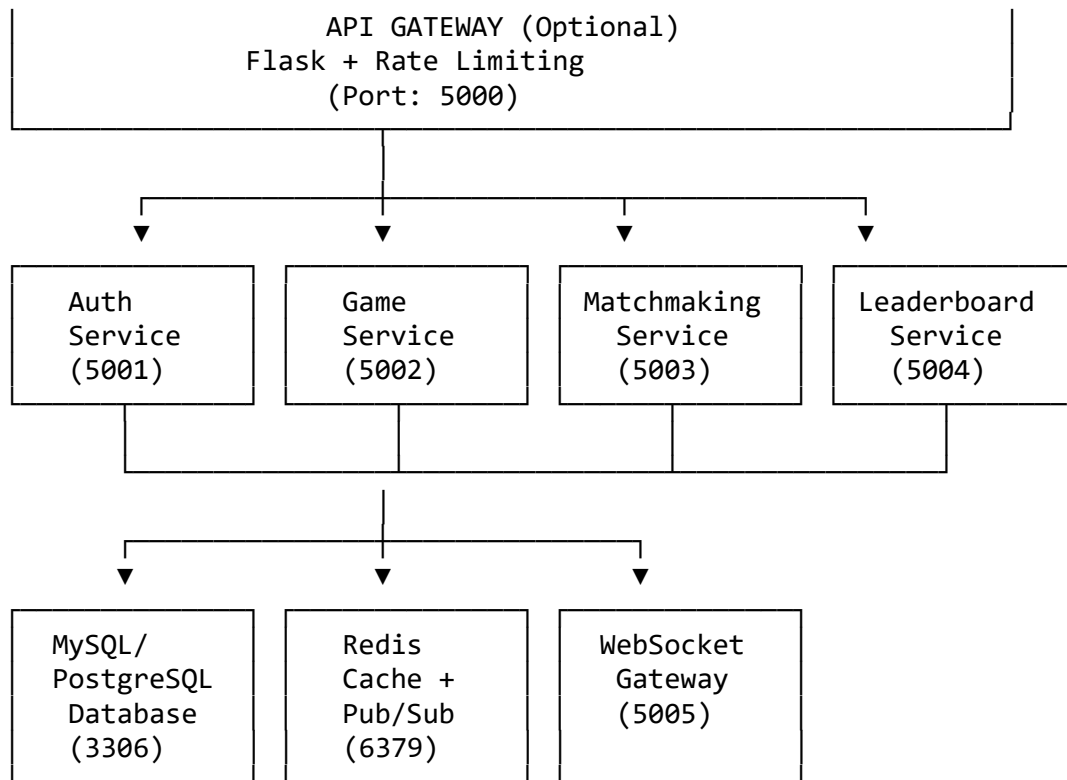 API GATEWAY (Optional)
Flask + Rate Limiting
(Port: 5000)
Auth
Service
(5001)
Game
Service
(5002)
Matchmaking
Service
(5003)
Leaderboard
Service
(5004)
MySQL/
PostgreSQL
Database
(3306)
Redis
Cache +
Pub/Sub
(6379)
WebSocket
Gateway
(5005)